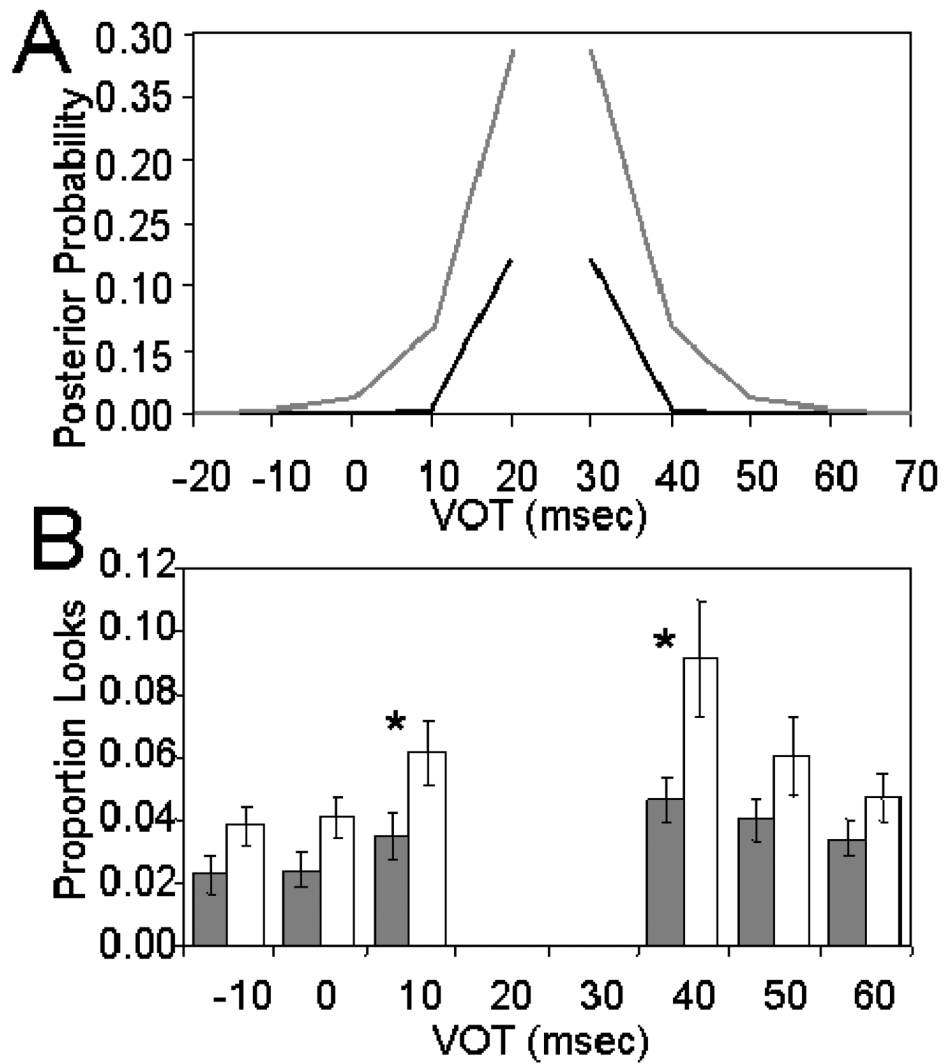 A
Posterior Probability
0.30
0.35
0.20
0.25
0.10
0.15
0.00
-20 -10 0 10 20 30 40 50 60 70
VOT (msec)
B
Proportion Looks
0.12
0.10
0.08
0.06
0.04
0.02
0.00
*
*
-10 0 10 20 30 40 50 60
VOT (msec)